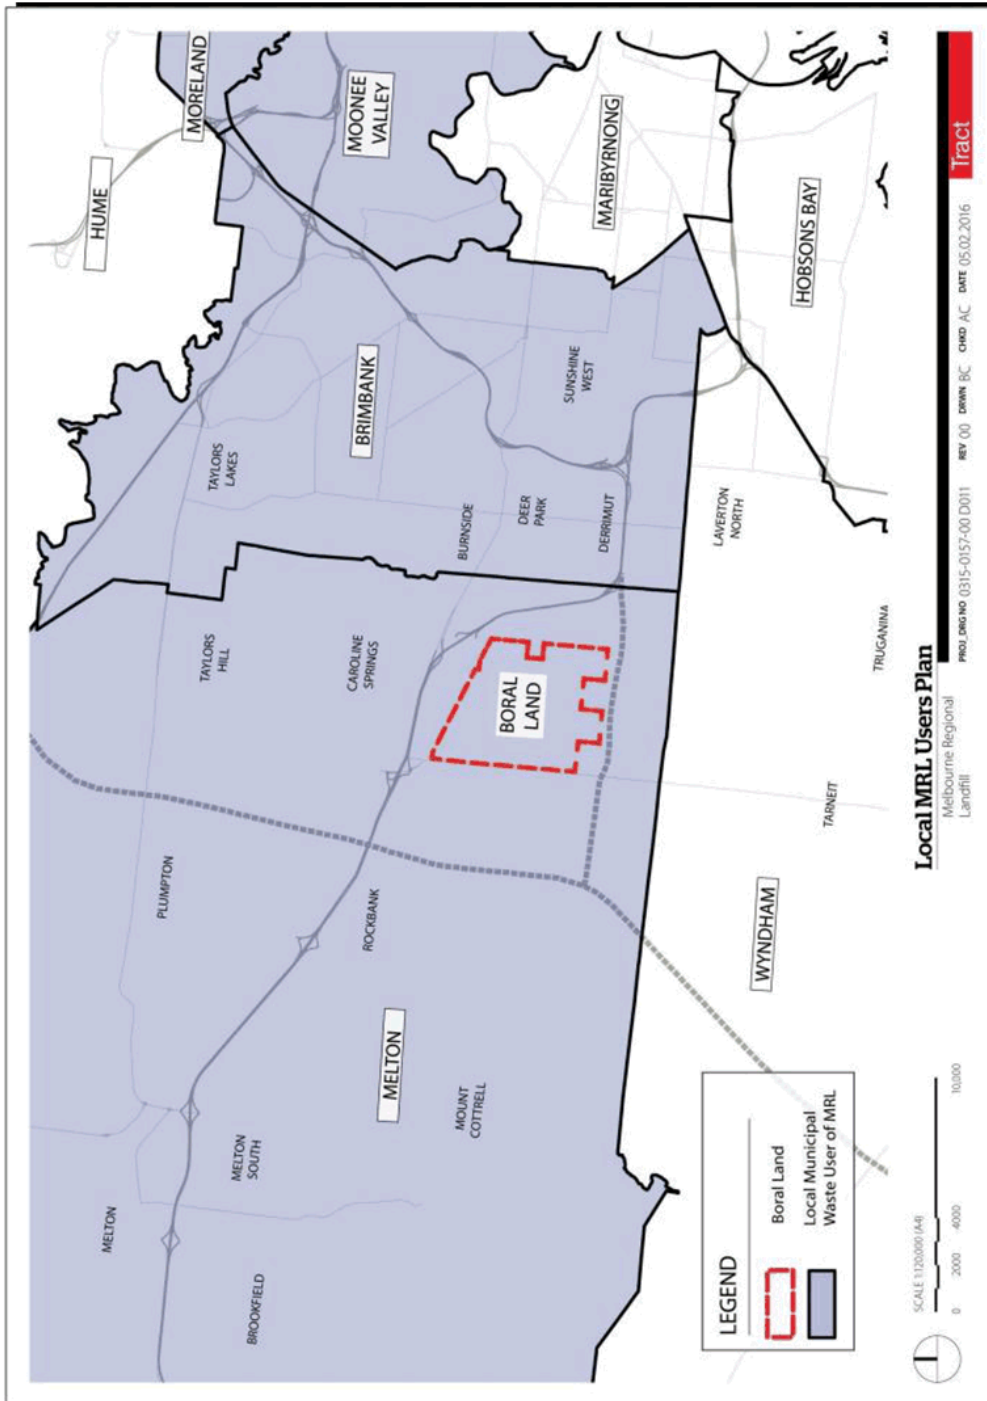 HUME
MORELAND
MOONEE
VALLEY
MARIBYRNONG
HOBSONS BAY
BRIMBANK
TAYLORS
LAKES
SUNSHINE
WEST
BURNSIDE
DEER
PARK
DERRIMUT
LAVERTON
NORTH
TAYLORS
HILL
CAROLINE
SPRINGS
BORAL
LAND
TRUGANINA
TARNEIT
PLUMPTON
ROCKBANK
WYNDHAM
MELTON
MOUNT
COTTRELL
MELTON
SOUTH
MELTON
BROOKFIELD
LEGEND
Boral Land
Local Municipal
Waste User of MRL
SCALE 1:120,000 (A4)
0 2000 4000 10,000
Local MRL Users Plan
Melbourne Regional
Landfill
PROJ_DRG NO 0315-0157-00 D011 REV 00 DRWN BC CHKD AC DATE 05.02.2016
Tract